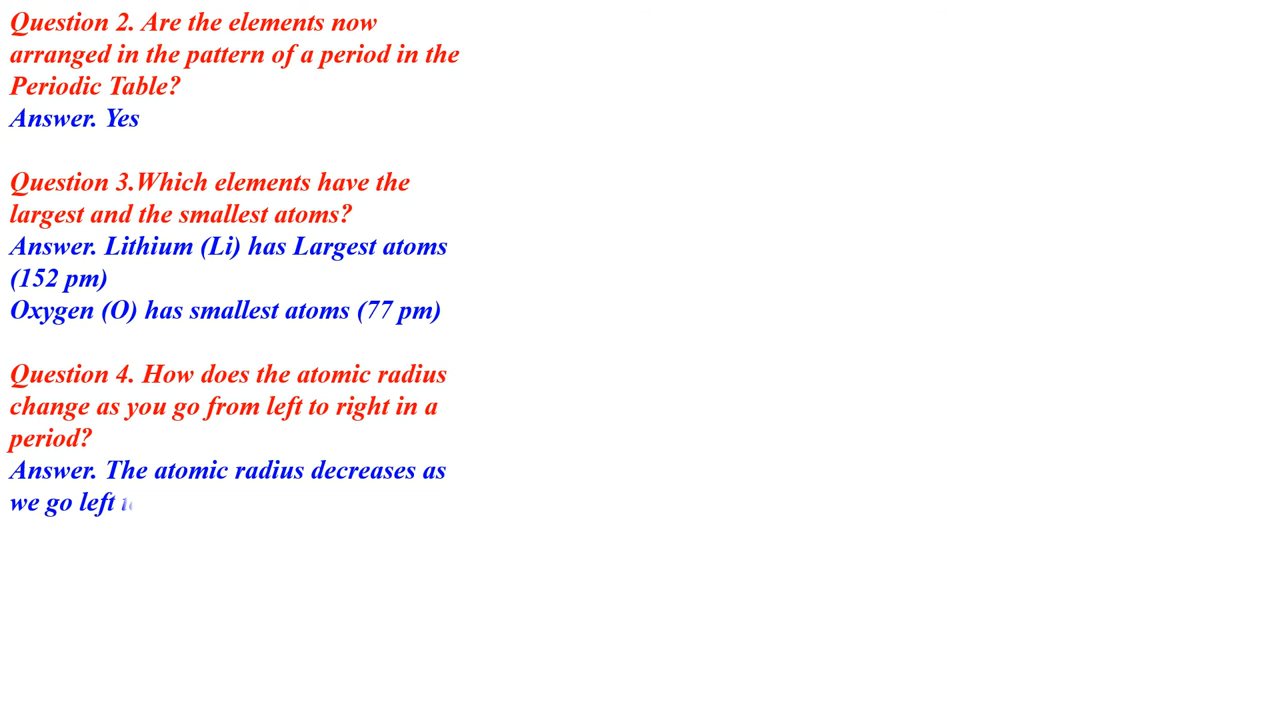 Question 2. Are the elements now
arranged in the pattern of a period in the
Periodic Table?
Answer. Yes
Question 3.Which elements have the
largest and the smallest atoms?
Answer. Lithium (Li) has Largest atoms
(152 pm)
Oxygen (O) has smallest atoms (77 pm)
Question 4. How does the atomic radius
change as you go from left to right in a
period?
Answer. The atomic radius decreases as
we go left